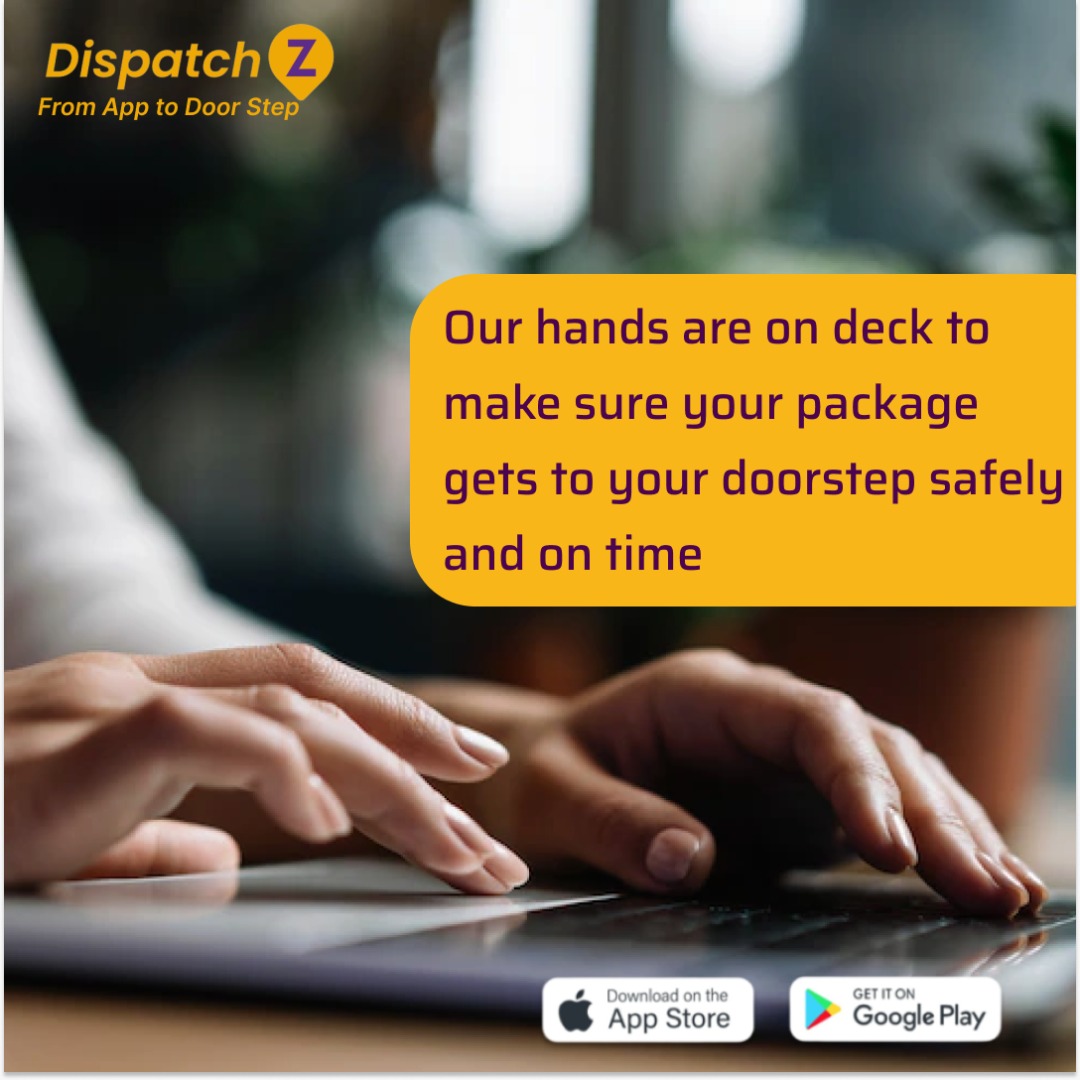 Dispatch Z
From App to Door Step
Our hands are on deck to
make sure your package
gets to your doorstep safely
and on time
Download on the
App Store
GET IT ON
Google Play